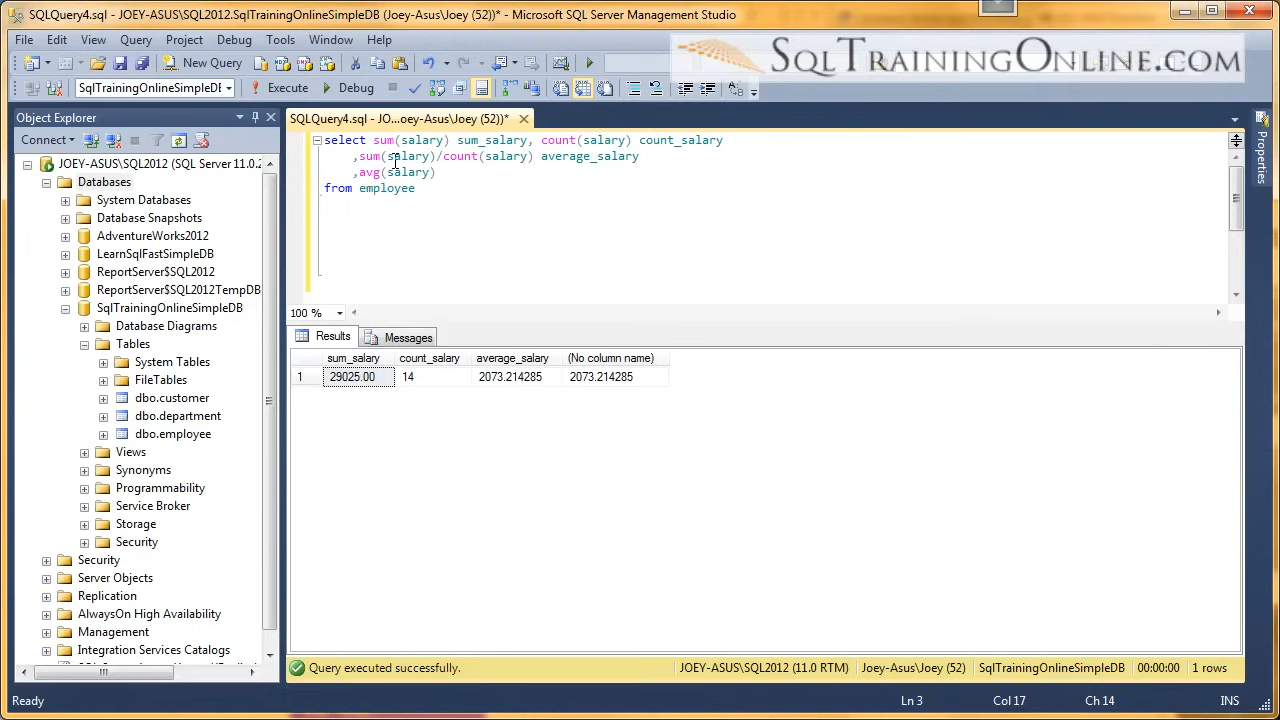 SQLQuery4.sql - JOEY-ASUS\SQL2012.SqlTrainingOnlineSimpleDB (Joey-Asus\Joey (52))* - Microsoft SQL Server Management Studio
File Edit View Query Project Debug Tools Window Help
SQLTRAININGONLINE.COM
New Query
SqlTrainingOnlineSimpleDE
Execute
Debug
Object Explorer
Connect
JOEY-ASUS\SQL2012 (SQL Server 11.0.2
Databases
System Databases
Database Snapshots
AdventureWorks2012
LearnSqlFastSimpleDB
ReportServer$SQL2012
ReportServer$SQL2012TempDB
SqlTrainingOnlineSimpleDB
Database Diagrams
Tables
System Tables
FileTables
dbo.customer
dbo.department
dbo.employee
Views
Synonyms
Programmability
Service Broker
Storage
Security
Security
Server Objects
Replication
AlwaysOn High Availability
Management
Integration Services Catalogs
SQLQuery4.sql - JO...oey-Asus\Joey (52))*
select sum(salary) sum_salary, count(salary) count_salary
,sum(salary)/count(salary) average_salary
,avg(salary)
from employee
100 %
Results Messages
sum_salary count_salary average_salary (No column name)
1 29025.00 14 2073.214285 2073.214285
Query executed successfully.
JOEY-ASUS\SQL2012 (11.0 RTM) Joey-Asus\Joey (52) SqlTrainingOnlineSimpleDB 00:00:00 1 rows
Ready Ln 3 Col 17 Ch 14 INS
Properties